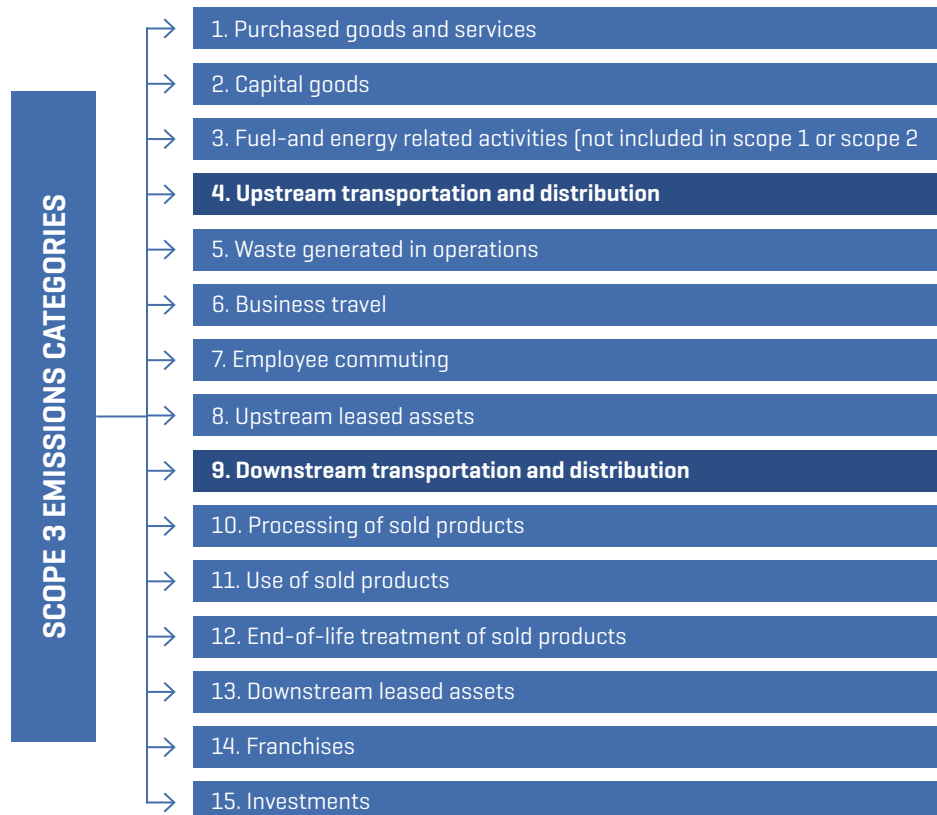 SCOPE 3 EMISSIONS CATEGORIES
1. Purchased goods and services
2. Capital goods
3. Fuel-and energy related activities (not included in scope 1 or scope 2
4. Upstream transportation and distribution
5. Waste generated in operations
6. Business travel
7. Employee commuting
8. Upstream leased assets
9. Downstream transportation and distribution
10. Processing of sold products
11. Use of sold products
12. End-of-life treatment of sold products
13. Downstream leased assets
14. Franchises
15. Investments